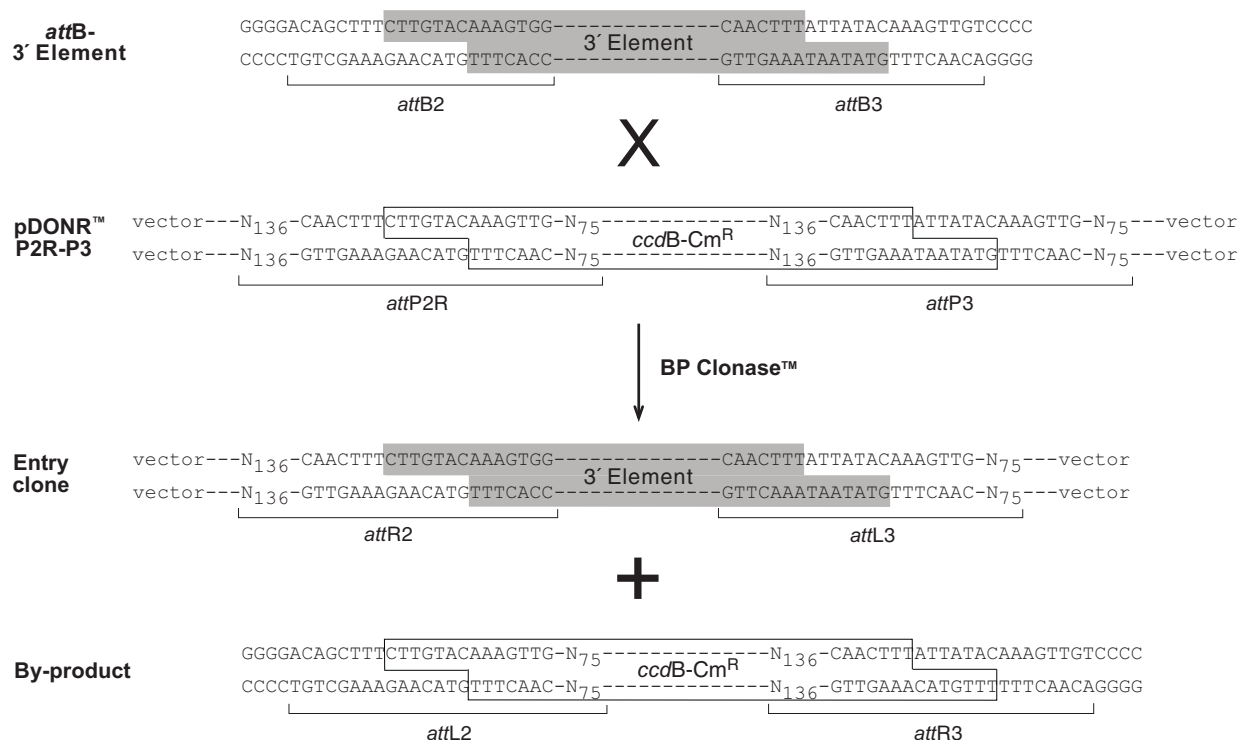 attB-
3´ Element
GGGGACAGCTTTCTTGTACAAAGTGG--------------CAACTTTATTATACAAAGTTGTCCCC
3´ Element
CCCCTGTCGAAAGAACATGTTTCACC--------------GTTGAAATAATATGTTTCAACAGGGG
attB2
attB3
X
pDONR™
P2R-P3
vector---N136-CAACTTTCTTGTACAAAGTTG-N75--------------N136-CAACTTTATTATACAAAGTTG-N75---vector
ccdB-CmR
vector---N136-GTTGAAAGAACATGTTTCAAC-N75--------------N136-GTTGAAATAATATGTTTCAAC-N75---vector
attP2R
attP3
BP Clonase™
Entry
clone
vector---N136-CAACTTTCTTGTACAAAGTGG--------------CAACTTTATTATACAAAGTTG-N75---vector
3´ Element
vector---N136-GTTGAAAGAACATGTTTCACC--------------GTTCAAATAATATGTTTCAAC-N75---vector
attR2
attL3
+
By-product
GGGGACAGCTTTCTTGTACAAAGTTG-N75--------------N136-CAACTTTATTATACAAAGTTGTCCCC
ccdB-CmR
CCCCTGTCGAAAGAACATGTTTCAAC-N75--------------N136-GTTGAAACATGTTTTTTCAACAGGGG
attL2
attR3